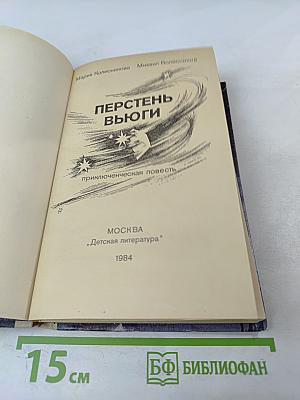 Мария Колесникова Михаил Колесников
ПЕРСТЕНЬ
ВЬЮГИ
приключенческая повесть
МОСКВА
„Детская литература"
1984
15 см
БФ БИБЛИОФАН